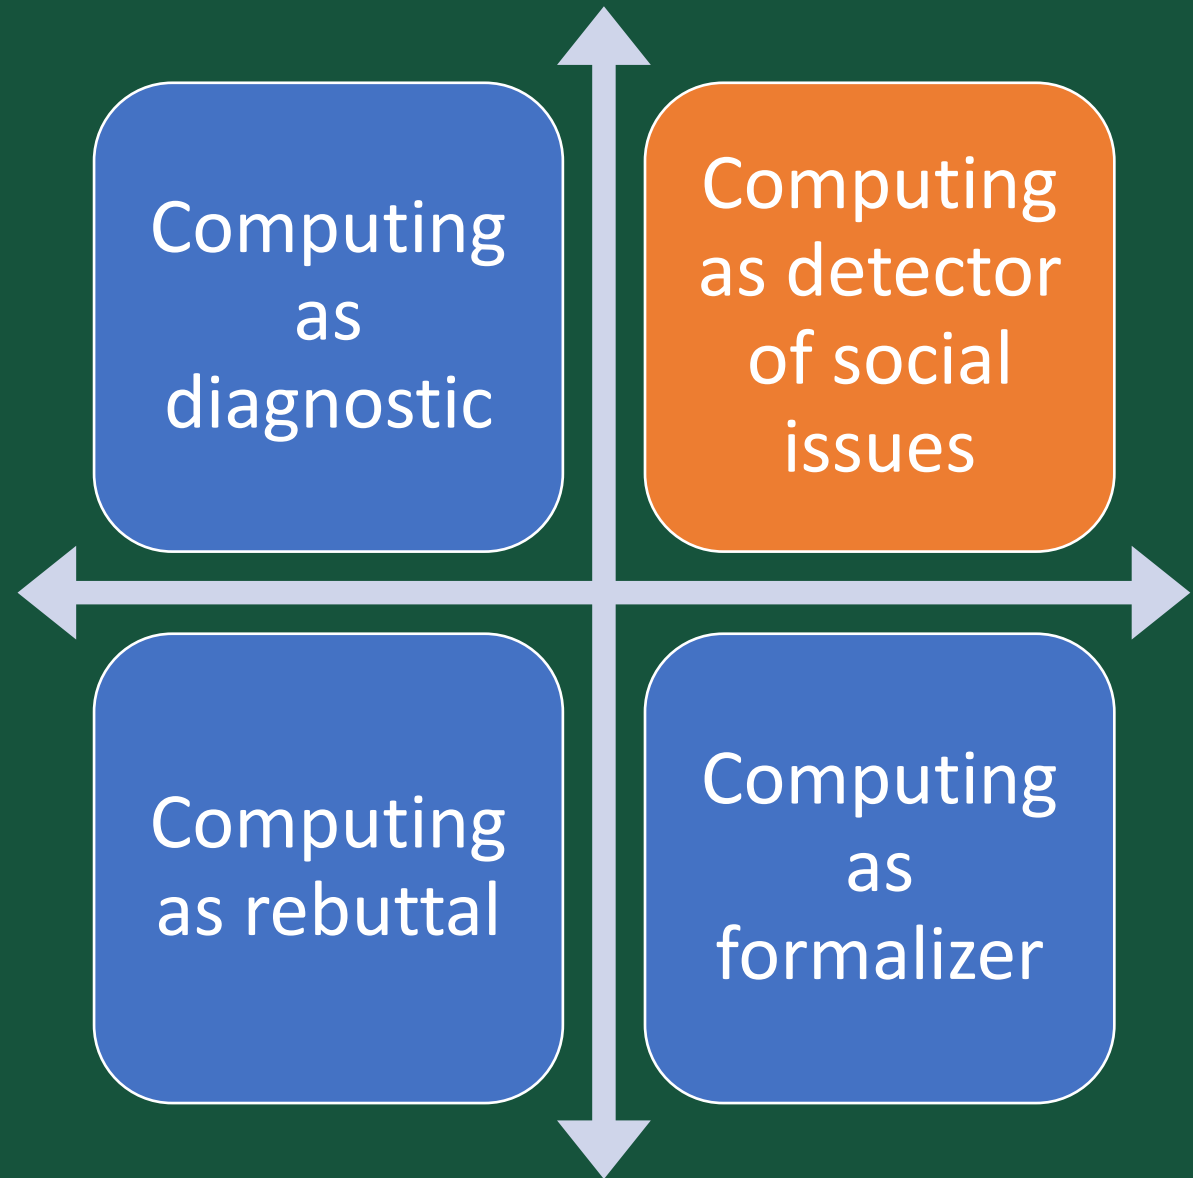 Computing
as
diagnostic
Computing
as detector
of social
issues
Computing
as rebuttal
Computing
as
formalizer